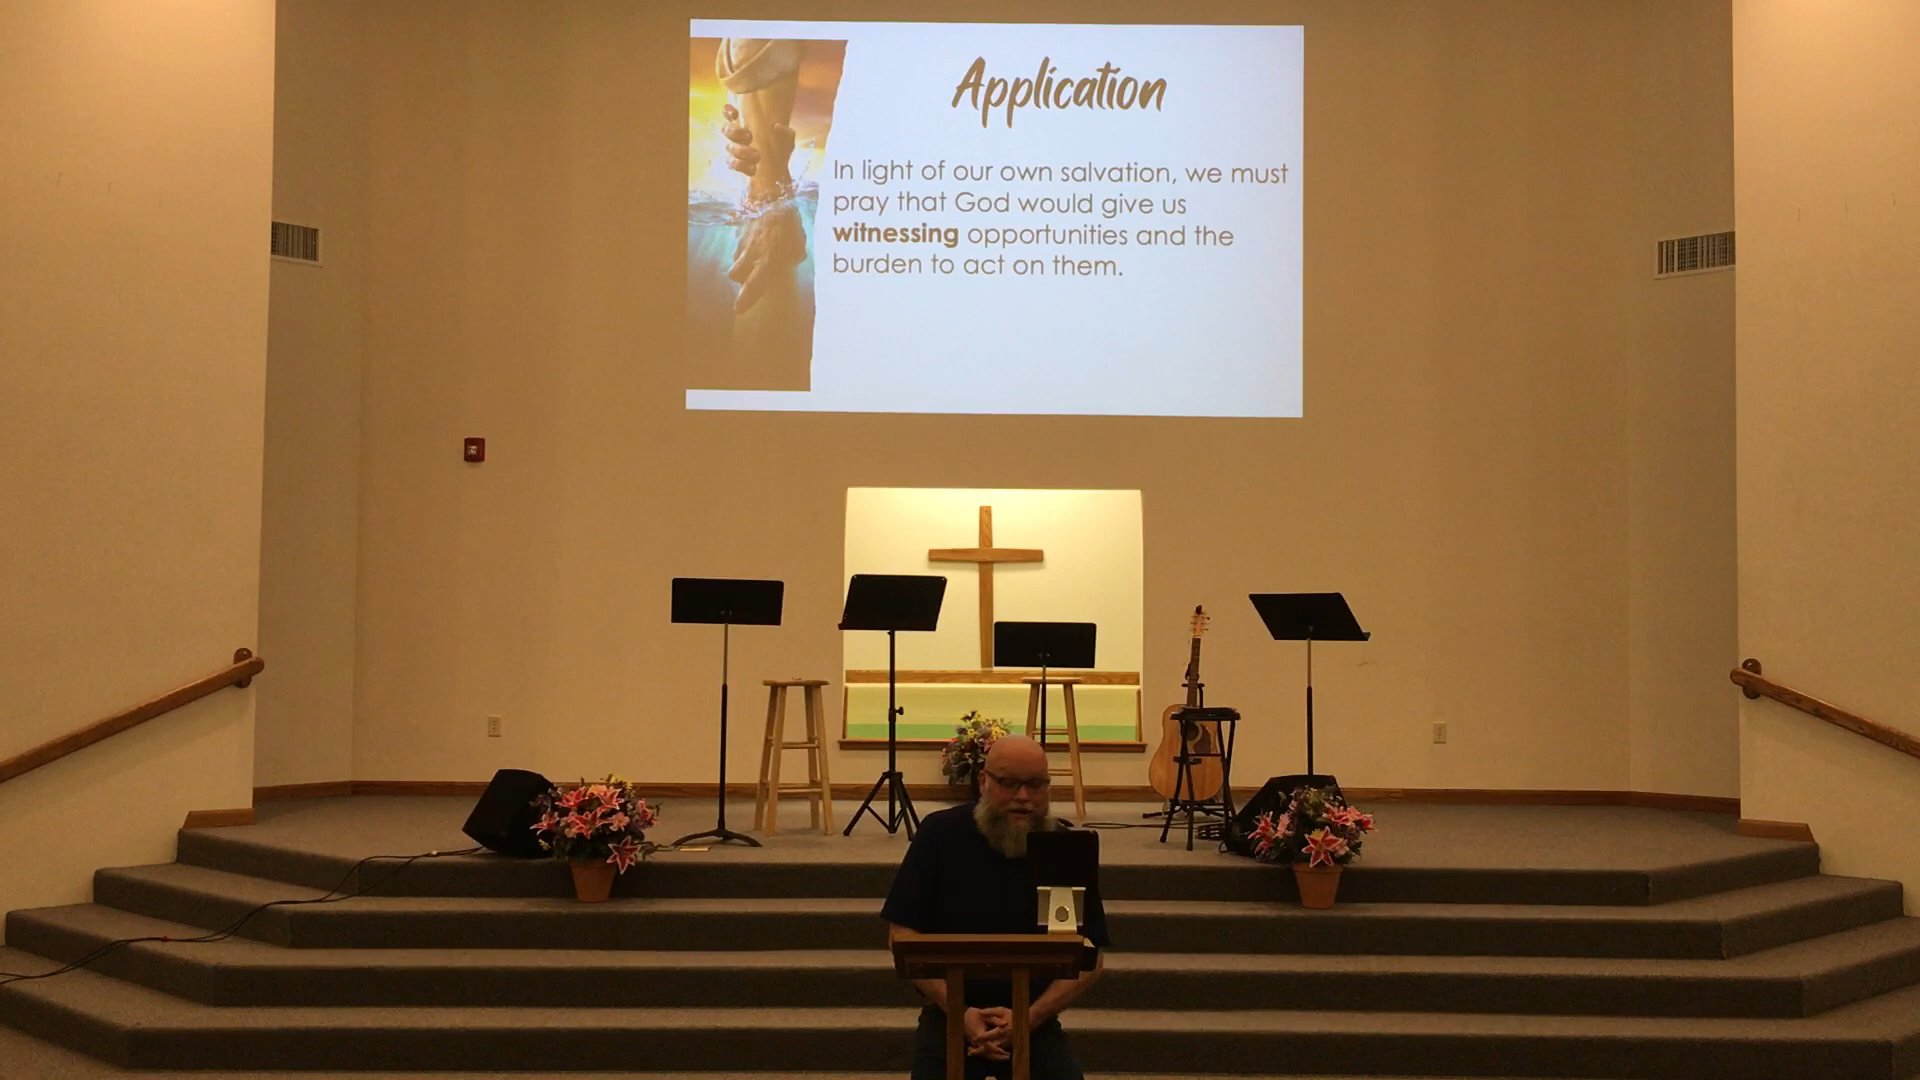 Application
In light of our own salvation, we must
pray that God would give us
witnessing opportunities and the
burden to act on them.